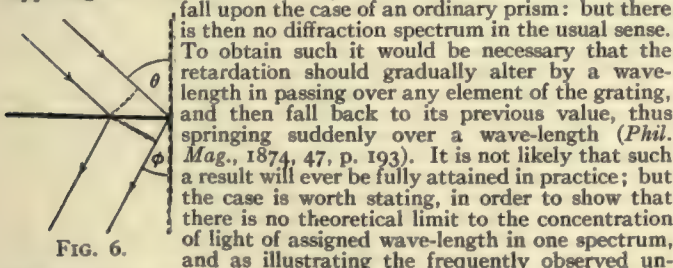 fall upon the case of an ordinary prism: but there
is then no diffraction spectrum in the usual sense.
To obtain such it would be necessary that the
retardation should gradually alter by a wave-
length in passing over any element of the grating,
and then fall back to its previous value, thus
springing suddenly over a wave-length (Phil.
Mag., 1874, 47, p. 193). It is not likely that such
a result will ever be fully attained in practice; but
the case is worth stating, in order to show that
there is no theoretical limit to the concentration
of light of assigned wave-length in one spectrum,
and as illustrating the frequently observed un-
θ
φ
FIG. 6.